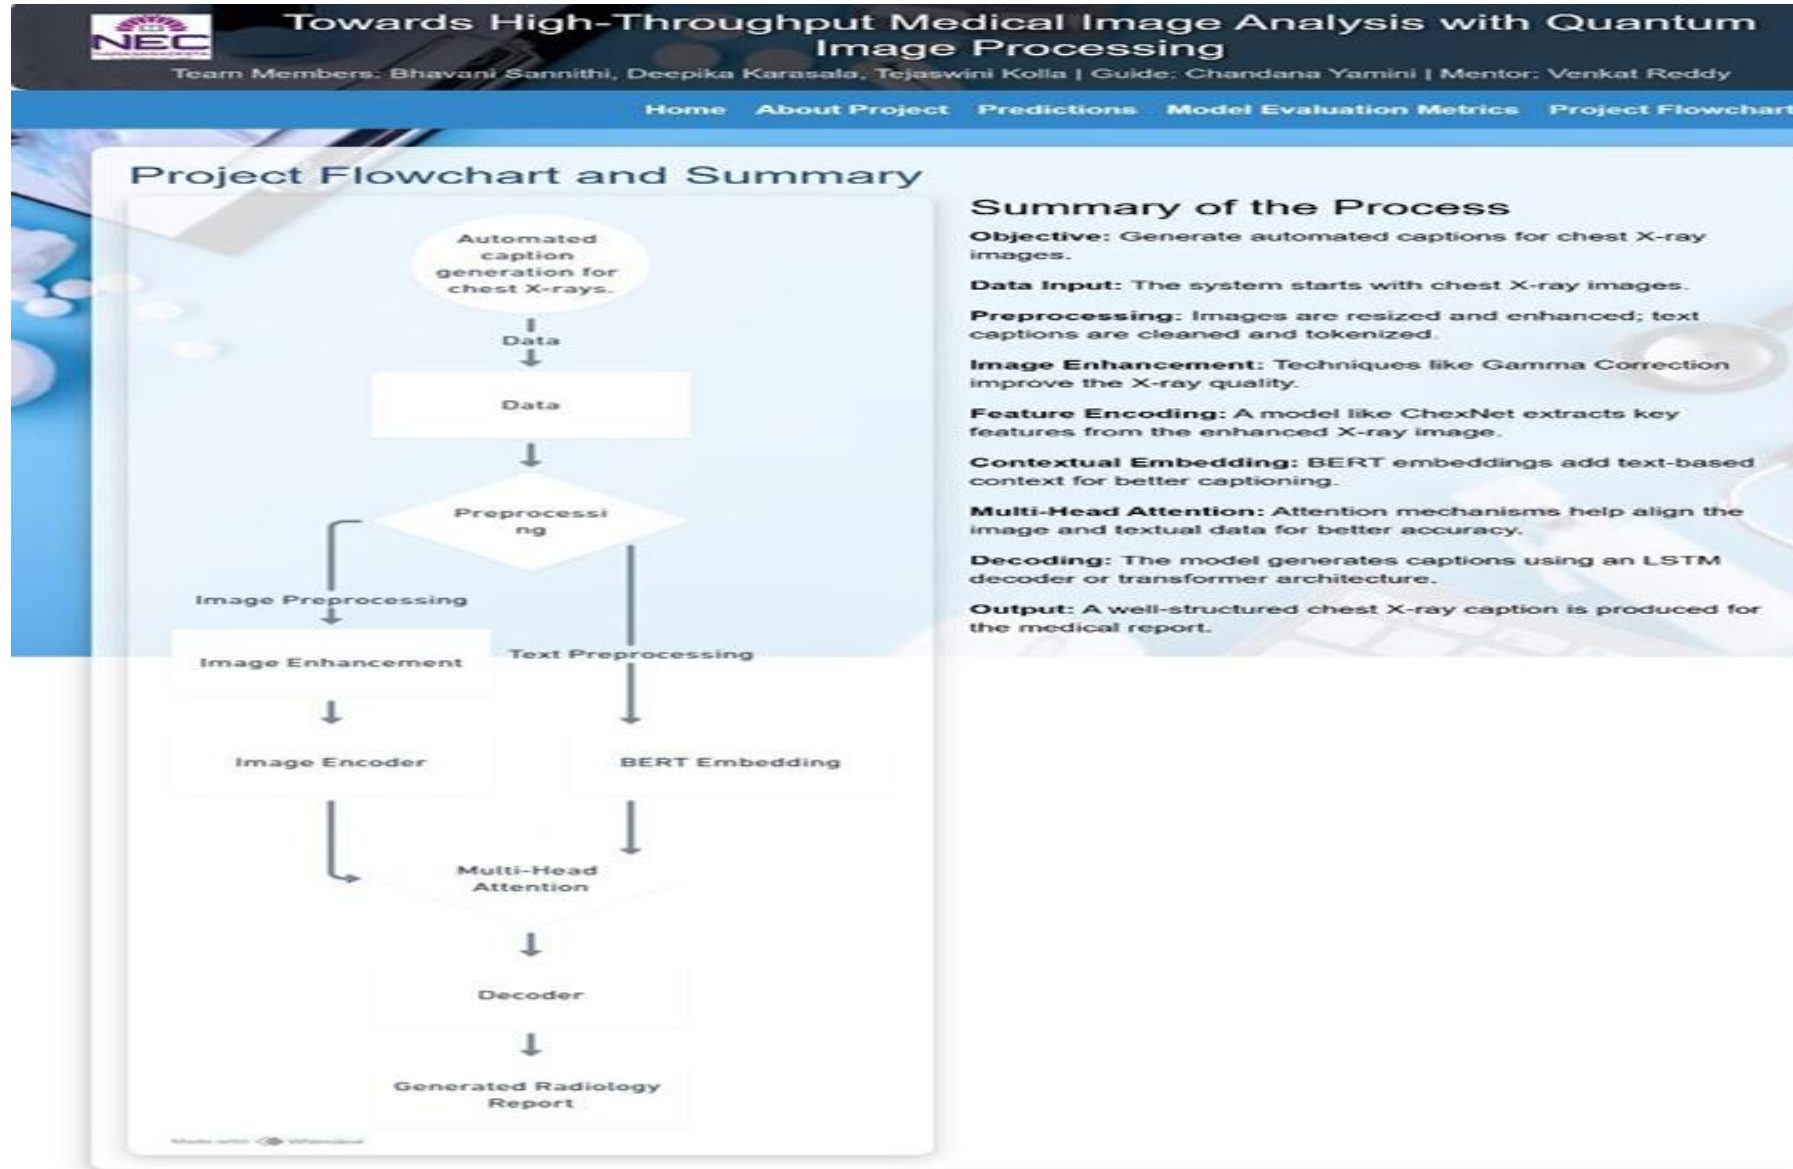 NEC
Towards High-Throughput Medical Image Analysis with Quantum
Image Processing
Team Members: Bhavani Sannithi, Deepika Karasala, Tejaswini Kolla | Guide: Chandana Yamini | Mentor: Venkat Reddy
Home About Project Predictions Model Evaluation Metrics Project Flowchart
Project Flowchart and Summary
Automated
caption
generation for
chest X-rays.
Data
Data
Preprocessi
ng
Image Preprocessing
Image Enhancement
Text Preprocessing
Image Encoder
BERT Embedding
Multi-Head
Attention
Decoder
Generated Radiology
Report
Made with Whimsical
Summary of the Process
Objective: Generate automated captions for chest X-ray
images.
Data Input: The system starts with chest X-ray images.
Preprocessing: Images are resized and enhanced; text
captions are cleaned and tokenized.
Image Enhancement: Techniques like Gamma Correction
improve the X-ray quality.
Feature Encoding: A model like ChexNet extracts key
features from the enhanced X-ray image.
Contextual Embedding: BERT embeddings add text-based
context for better captioning.
Multi-Head Attention: Attention mechanisms help align the
image and textual data for better accuracy.
Decoding: The model generates captions using an LSTM
decoder or transformer architecture.
Output: A well-structured chest X-ray caption is produced for
the medical report.